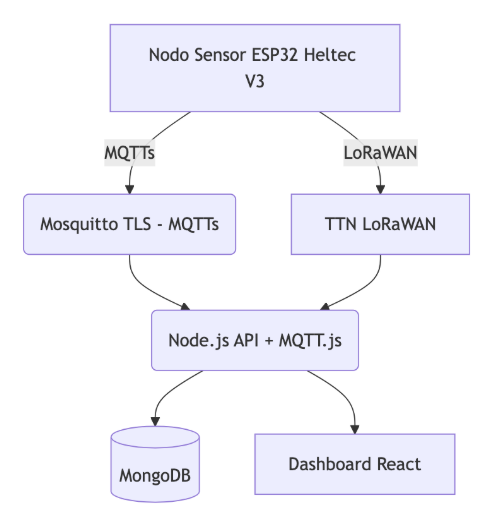 Nodo Sensor ESP32 Heltec
V3
MQTTs
LoRaWAN
Mosquitto TLS - MQTTs
TTN LoRaWAN
Node.js API + MQTT.js
MongoDB
Dashboard React